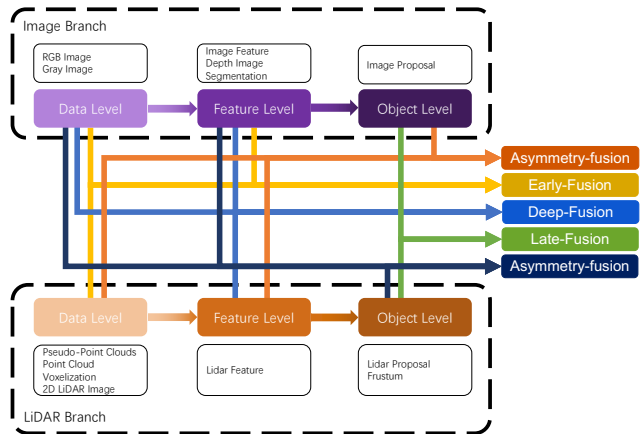 Image Branch
RGB Image
Gray Image
Image Feature
Depth Image
Segmentation
Image Proposal
Data Level
Feature Level
Object Level
Asymmetry-fusion
Early-Fusion
Deep-Fusion
Late-Fusion
Asymmetry-fusion
Data Level
Feature Level
Object Level
Pseudo-Point Clouds
Point Cloud
Voxelization
2D LiDAR Image
Lidar Feature
Lidar Proposal
Frustum
LiDAR Branch